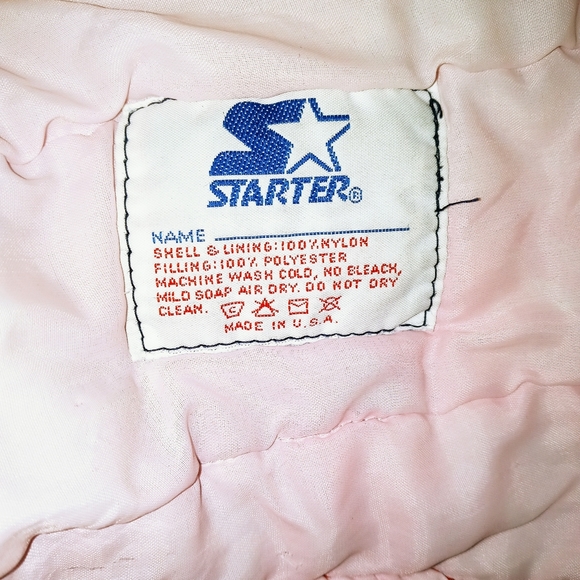 STARTER®
NAME
SHELL & LINING: 100% NYLON
FILLING: 100% POLYESTER
MACHINE WASH COLD, NO BLEACH,
MILD SOAP AIR DRY. DO NOT DRY
CLEAN.
MADE IN U.S.A.